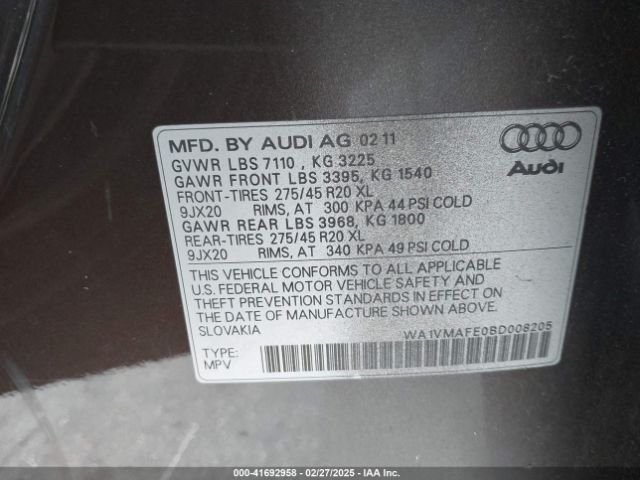 MFD. BY AUDI AG 02 11
GVWR LBS 7110 , KG 3225
GAWR FRONT LBS 3395, KG 1540
FRONT-TIRES 275/45 R20 XL
9JX20 RIMS, AT 300 KPA 44 PSI COLD
GAWR REAR LBS 3968, KG 1800
REAR-TIRES 275/45 R20 XL
9JX20 RIMS, AT 340 KPA 49 PSI COLD
Audi
THIS VEHICLE CONFORMS TO ALL APPLICABLE
U.S. FEDERAL MOTOR VEHICLE SAFETY AND
THEFT PREVENTION STANDARDS IN EFFECT ON
THE DATE OF MANUFACTURE SHOWN ABOVE.
SLOVAKIA
WA1VMAFE0BD008205
TYPE:
MPV
000-41692958 - 02/27/2025 - IAA Inc.